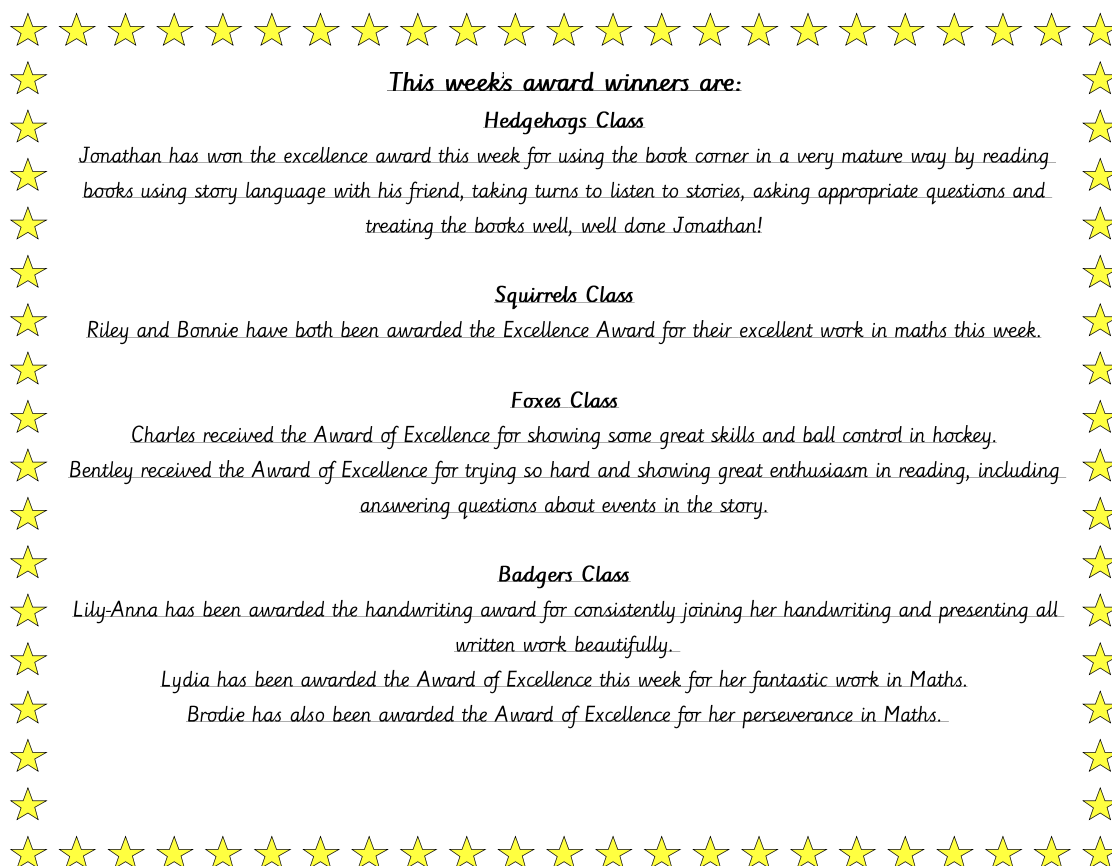 This week's award winners are:
Hedgehogs Class
Jonathan has won the excellence award this week for using the book corner in a very mature way by reading
books using story language with his friend, taking turns to listen to stories, asking appropriate questions and
treating the books well, well done Jonathan!
Squirrels Class
Riley and Bonnie have both been awarded the Excellence Award for their excellent work in maths this week.
Foxes Class
Charles received the Award of Excellence for showing some great skills and ball control in hockey.
Bentley received the Award of Excellence for trying so hard and showing great enthusiasm in reading, including
answering questions about events in the story.
Badgers Class
Lily-Anna has been awarded the handwriting award for consistently joining her handwriting and presenting all
written work beautifully.
Lydia has been awarded the Award of Excellence this week for her fantastic work in Maths.
Brodie has also been awarded the Award of Excellence for her perseverance in Maths.